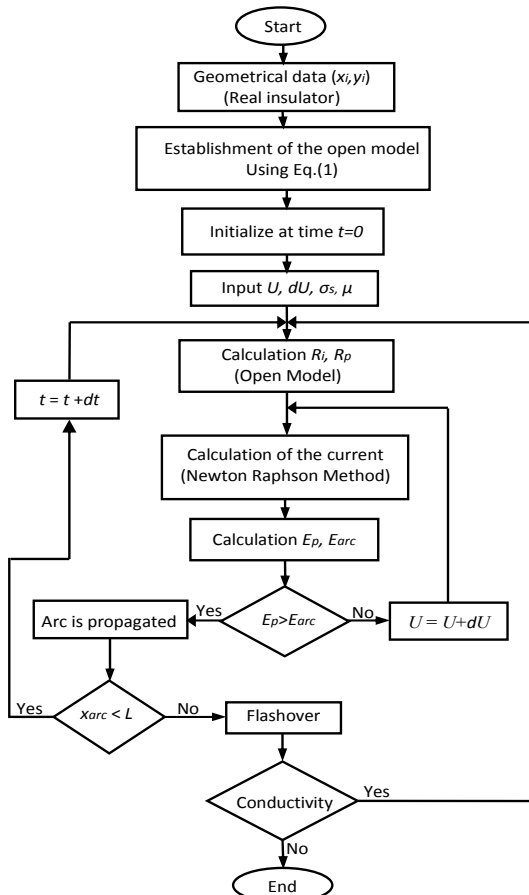 Start
Geometrical data (xi,yi)
(Real insulator)
Establishment of the open model
Using Eq.(1)
Initialize at time t=0
Input U, dU, σs, μ
Calculation Ri, Rp
(Open Model)
t = t +dt
Calculation of the current
(Newton Raphson Method)
Calculation Ep, Earc
Arc is propagated
Yes
Ep>Earc
No
U = U+dU
Yes
xarc < L
No
Flashover
Conductivity
Yes
No
End